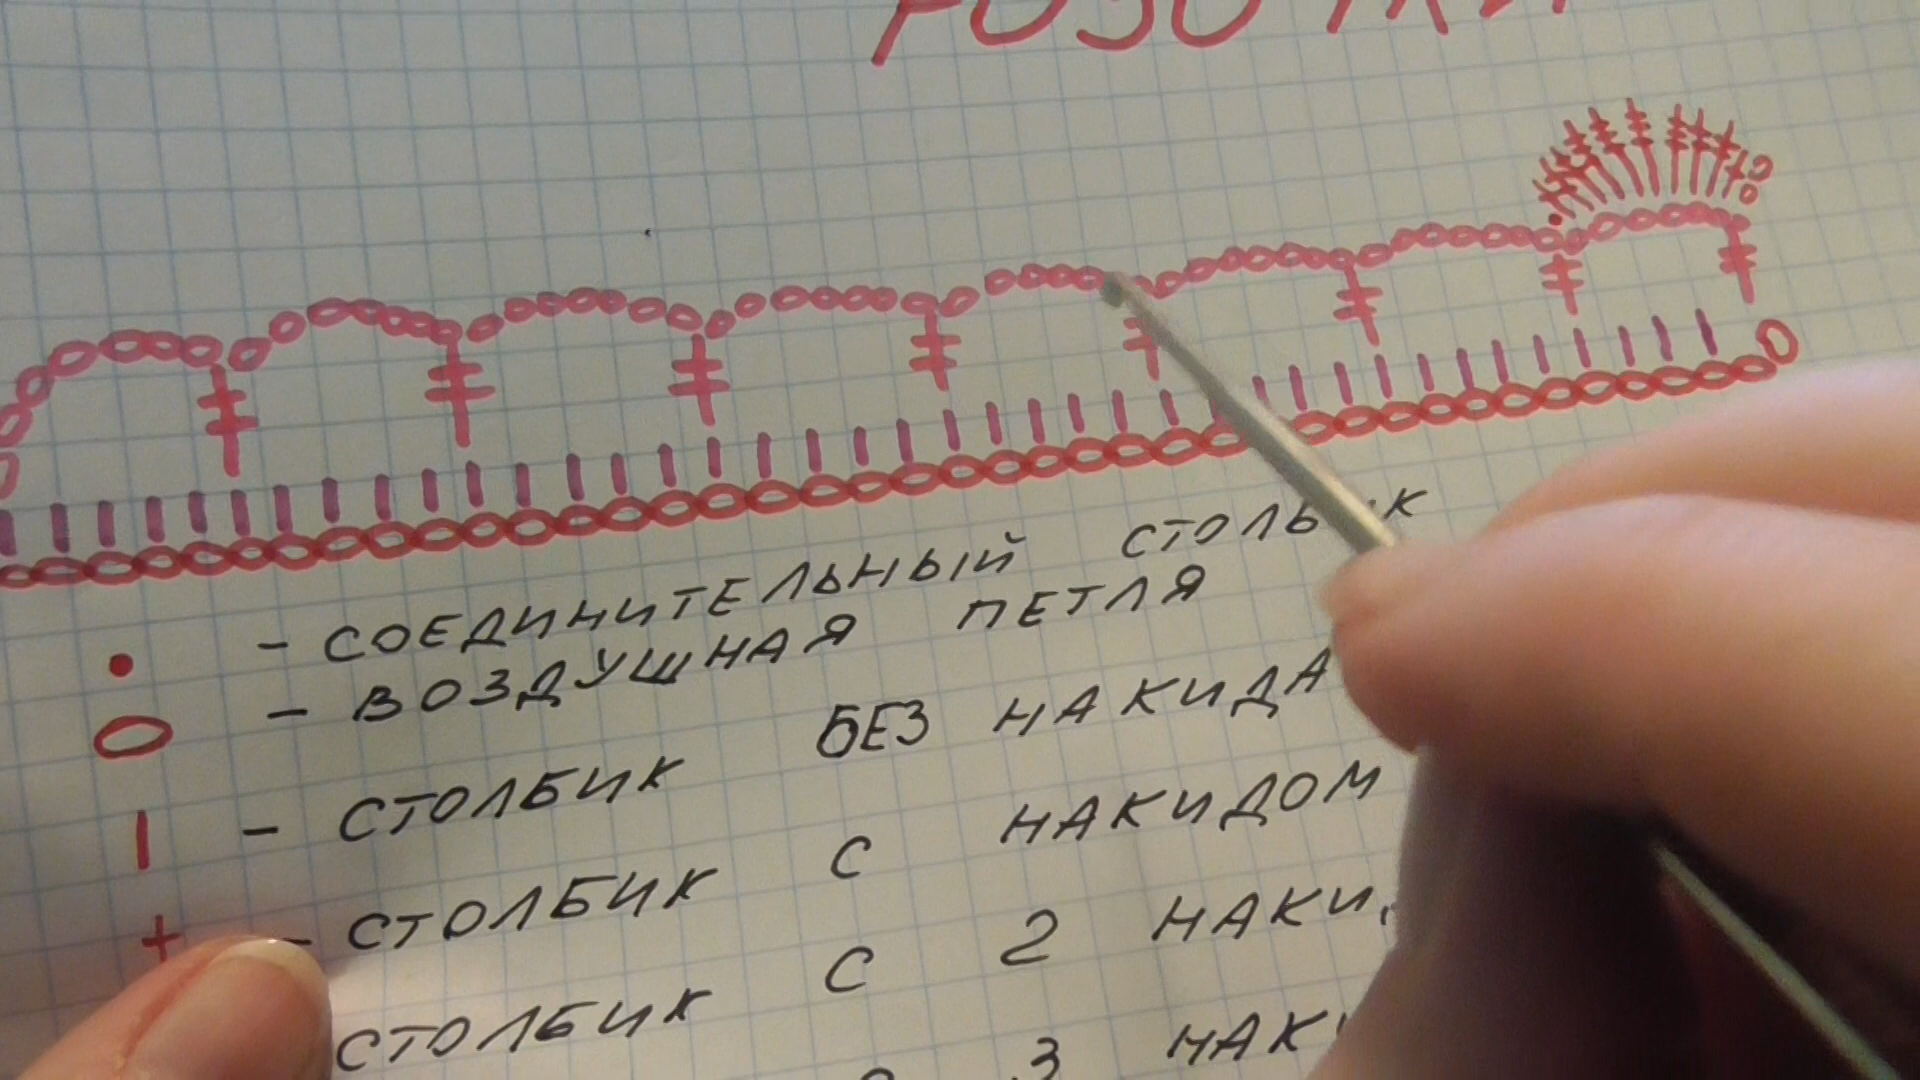 • - СОЕДИНИТЕЛЬНЫЙ СТОЛБИК
- ВОЗДУШНАЯ ПЕТЛЯ
- СТОЛБИК БЕЗ НАКИДА
+ - СТОЛБИК С НАКИДОМ
СТОЛБИК С 2
3